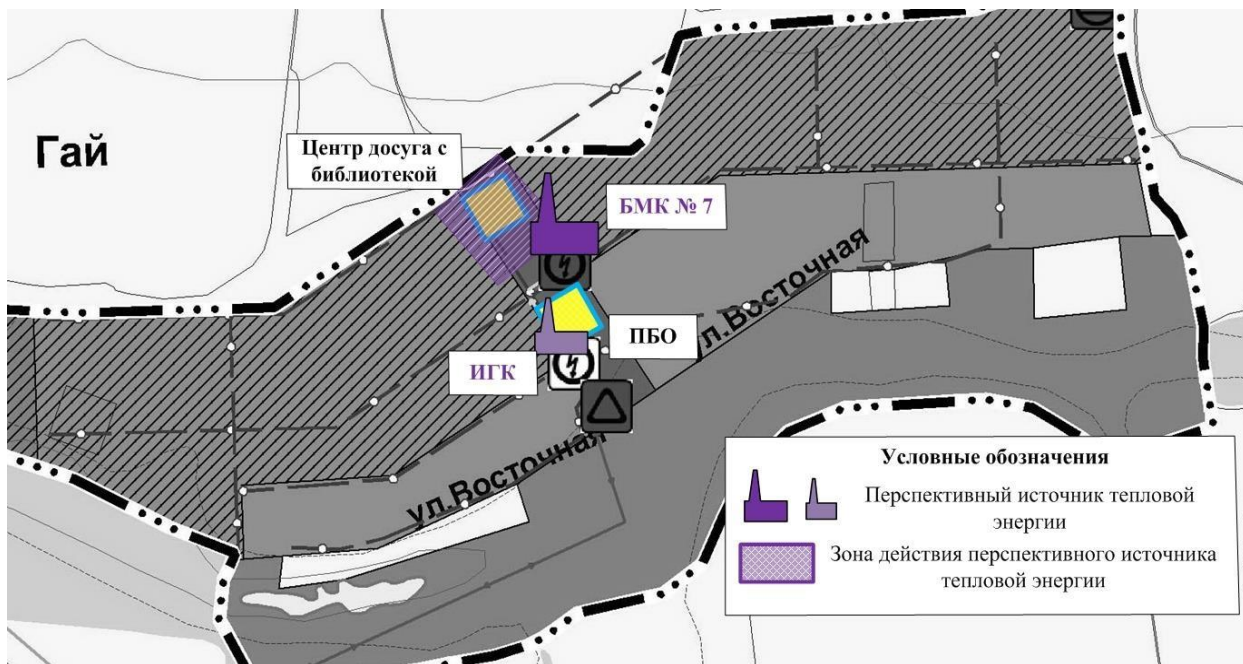 Гай
Центр досуга с
библиотекой
БМК № 7
ул.Восточная
ПБО
ИГК
ул.Восточная
Условные обозначения
Перспективный источник тепловой
энергии
Зона действия перспективного источника
тепловой энергии